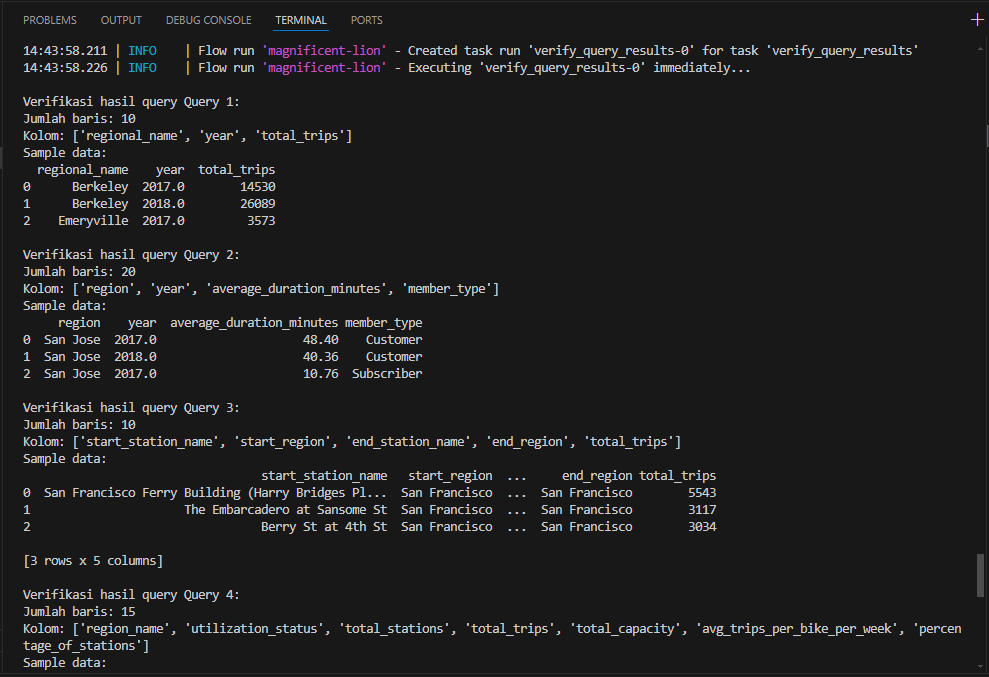 PROBLEMS OUTPUT DEBUG CONSOLE TERMINAL PORTS
14:43:58.211 | INFO    | Flow run 'magnificent-lion' - Created task run 'verify_query_results-0' for task 'verify_query_results'
14:43:58.226 | INFO    | Flow run 'magnificent-lion' - Executing 'verify_query_results-0' immediately...
Verifikasi hasil query Query 1:
Jumlah baris: 10
Kolom: ['regional_name', 'year', 'total_trips']
Sample data:
  regional_name    year  total_trips
0      Berkeley  2017.0        14530
1      Berkeley  2018.0        26089
2    Emeryville  2017.0         3573
Verifikasi hasil query Query 2:
Jumlah baris: 20
Kolom: ['region', 'year', 'average_duration_minutes', 'member_type']
Sample data:
     region    year  average_duration_minutes member_type
0  San Jose  2017.0                     48.40    Customer
1  San Jose  2018.0                     40.36    Customer
2  San Jose  2017.0                     10.76  Subscriber
Verifikasi hasil query Query 3:
Jumlah baris: 10
Kolom: ['start_station_name', 'start_region', 'end_station_name', 'end_region', 'total_trips']
Sample data:
                                  start_station_name   start_region  ...     end_region total_trips
0  San Francisco Ferry Building (Harry Bridges Pl...  San Francisco  ...  San Francisco        5543
1                       The Embarcadero at Sansome St  San Francisco  ...  San Francisco        3117
2                                  Berry St at 4th St  San Francisco  ...  San Francisco        3034
[3 rows x 5 columns]
Verifikasi hasil query Query 4:
Jumlah baris: 15
Kolom: ['region_name', 'utilization_status', 'total_stations', 'total_trips', 'total_capacity', 'avg_trips_per_bike_per_week', 'percen
tage_of_stations']
Sample data: